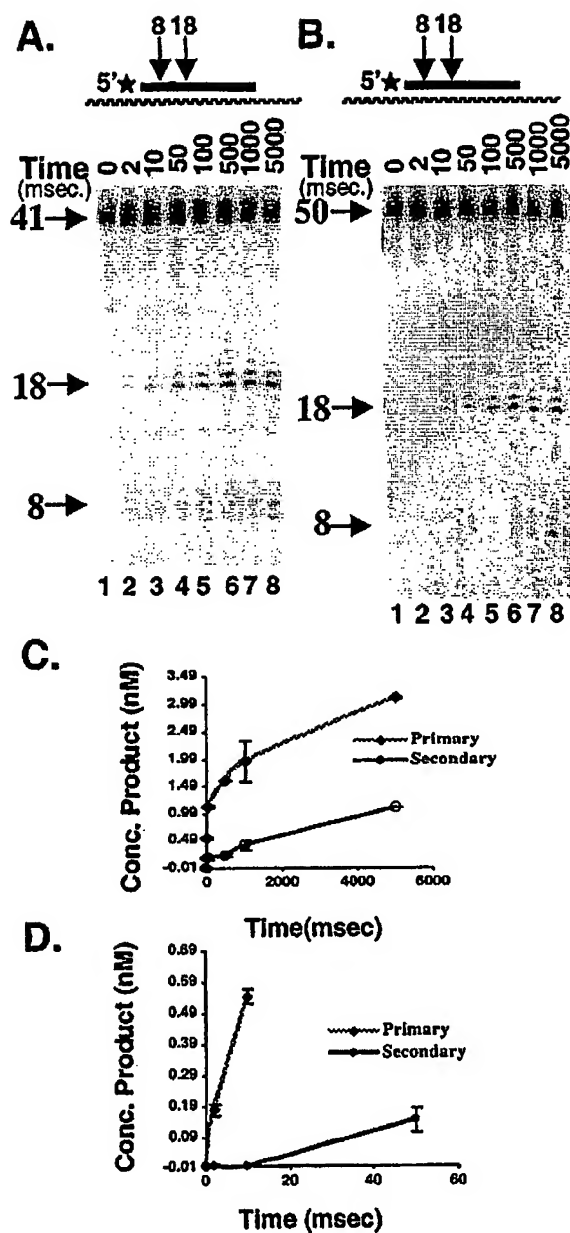 A.
8 18
5'★
Time (msec.) 0 2 10 50 100 500 1000 5000
41
18
8
1 2 3 4 5 6 7 8
B.
8 18
5'★
Time (msec.) 0 2 10 50 100 500 1000 5000
50
18
8
1 2 3 4 5 6 7 8
C.
Conc. Product (nM)
3.49
2.99
2.49
1.99
1.49
0.99
0.49
-0.01
Primary
Secondary
0 2000 4000 6000
Time(msec)
D.
Conc. Product (nM)
0.69
0.59
0.49
0.39
0.29
0.19
0.09
-0.01
Primary
Secondary
0 20 40 60
Time (msec)